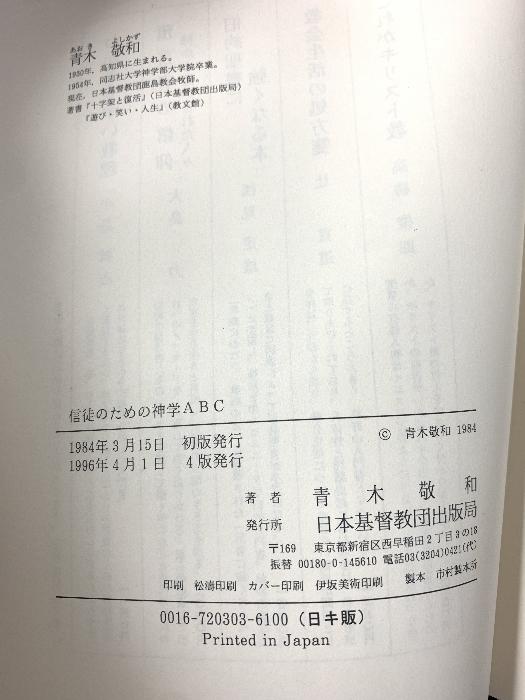 あおき よしかず
青木 敬和
1930年，高知県に生まれる。
1954年，同志社大学神学部大学院卒業。
現在，日本基督教団鹿島教会牧師。
著書『十字架と復活』（日本基督教団出版局）
『遊び・笑い・人生』（教文館）
信徒のための神学ＡＢＣ
1984年3月15日 初版発行
1996年4月1日 4版発行
© 青木敬和 1984
著者 青木敬和
発行所 日本基督教団出版局
〒169 東京都新宿区西早稲田2丁目3の18
振替 00180-0-145610 電話03(3204)0421(代)
印刷 松濤印刷 カバー印刷 伊坂美術印刷 製本 市村製本所
0016-720303-6100（日キ販）
Printed in Japan